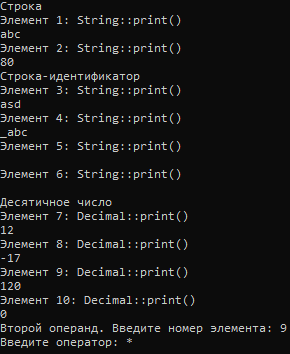 Строка
Элемент 1: String::print()
abc
Элемент 2: String::print()
80
Строка-идентификатор
Элемент 3: String::print()
asd
Элемент 4: String::print()
_abc
Элемент 5: String::print()
Элемент 6: String::print()
Десятичное число
Элемент 7: Decimal::print()
12
Элемент 8: Decimal::print()
-17
Элемент 9: Decimal::print()
120
Элемент 10: Decimal::print()
0
Второй операнд. Введите номер элемента: 9
Введите оператор: *